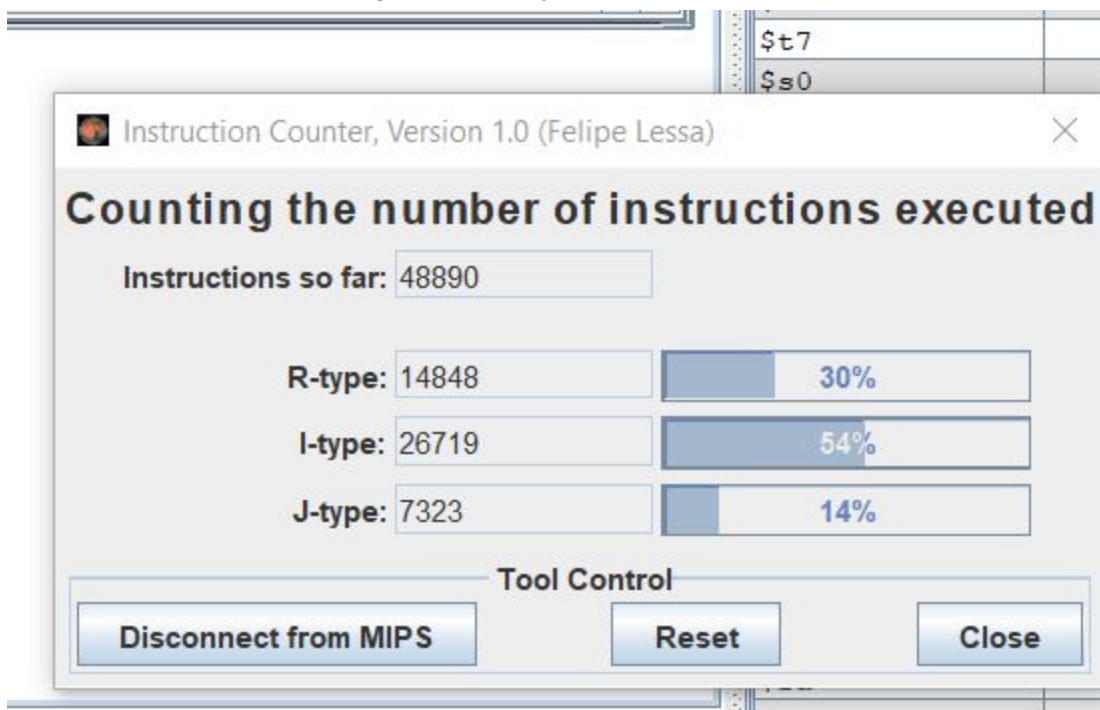 $t7
$s0
Instruction Counter, Version 1.0 (Felipe Lessa)
Counting the number of instructions executed
Instructions so far: 48890
R-type: 14848 30%
I-type: 26719 54%
J-type: 7323 14%
Tool Control
Disconnect from MIPS Reset Close